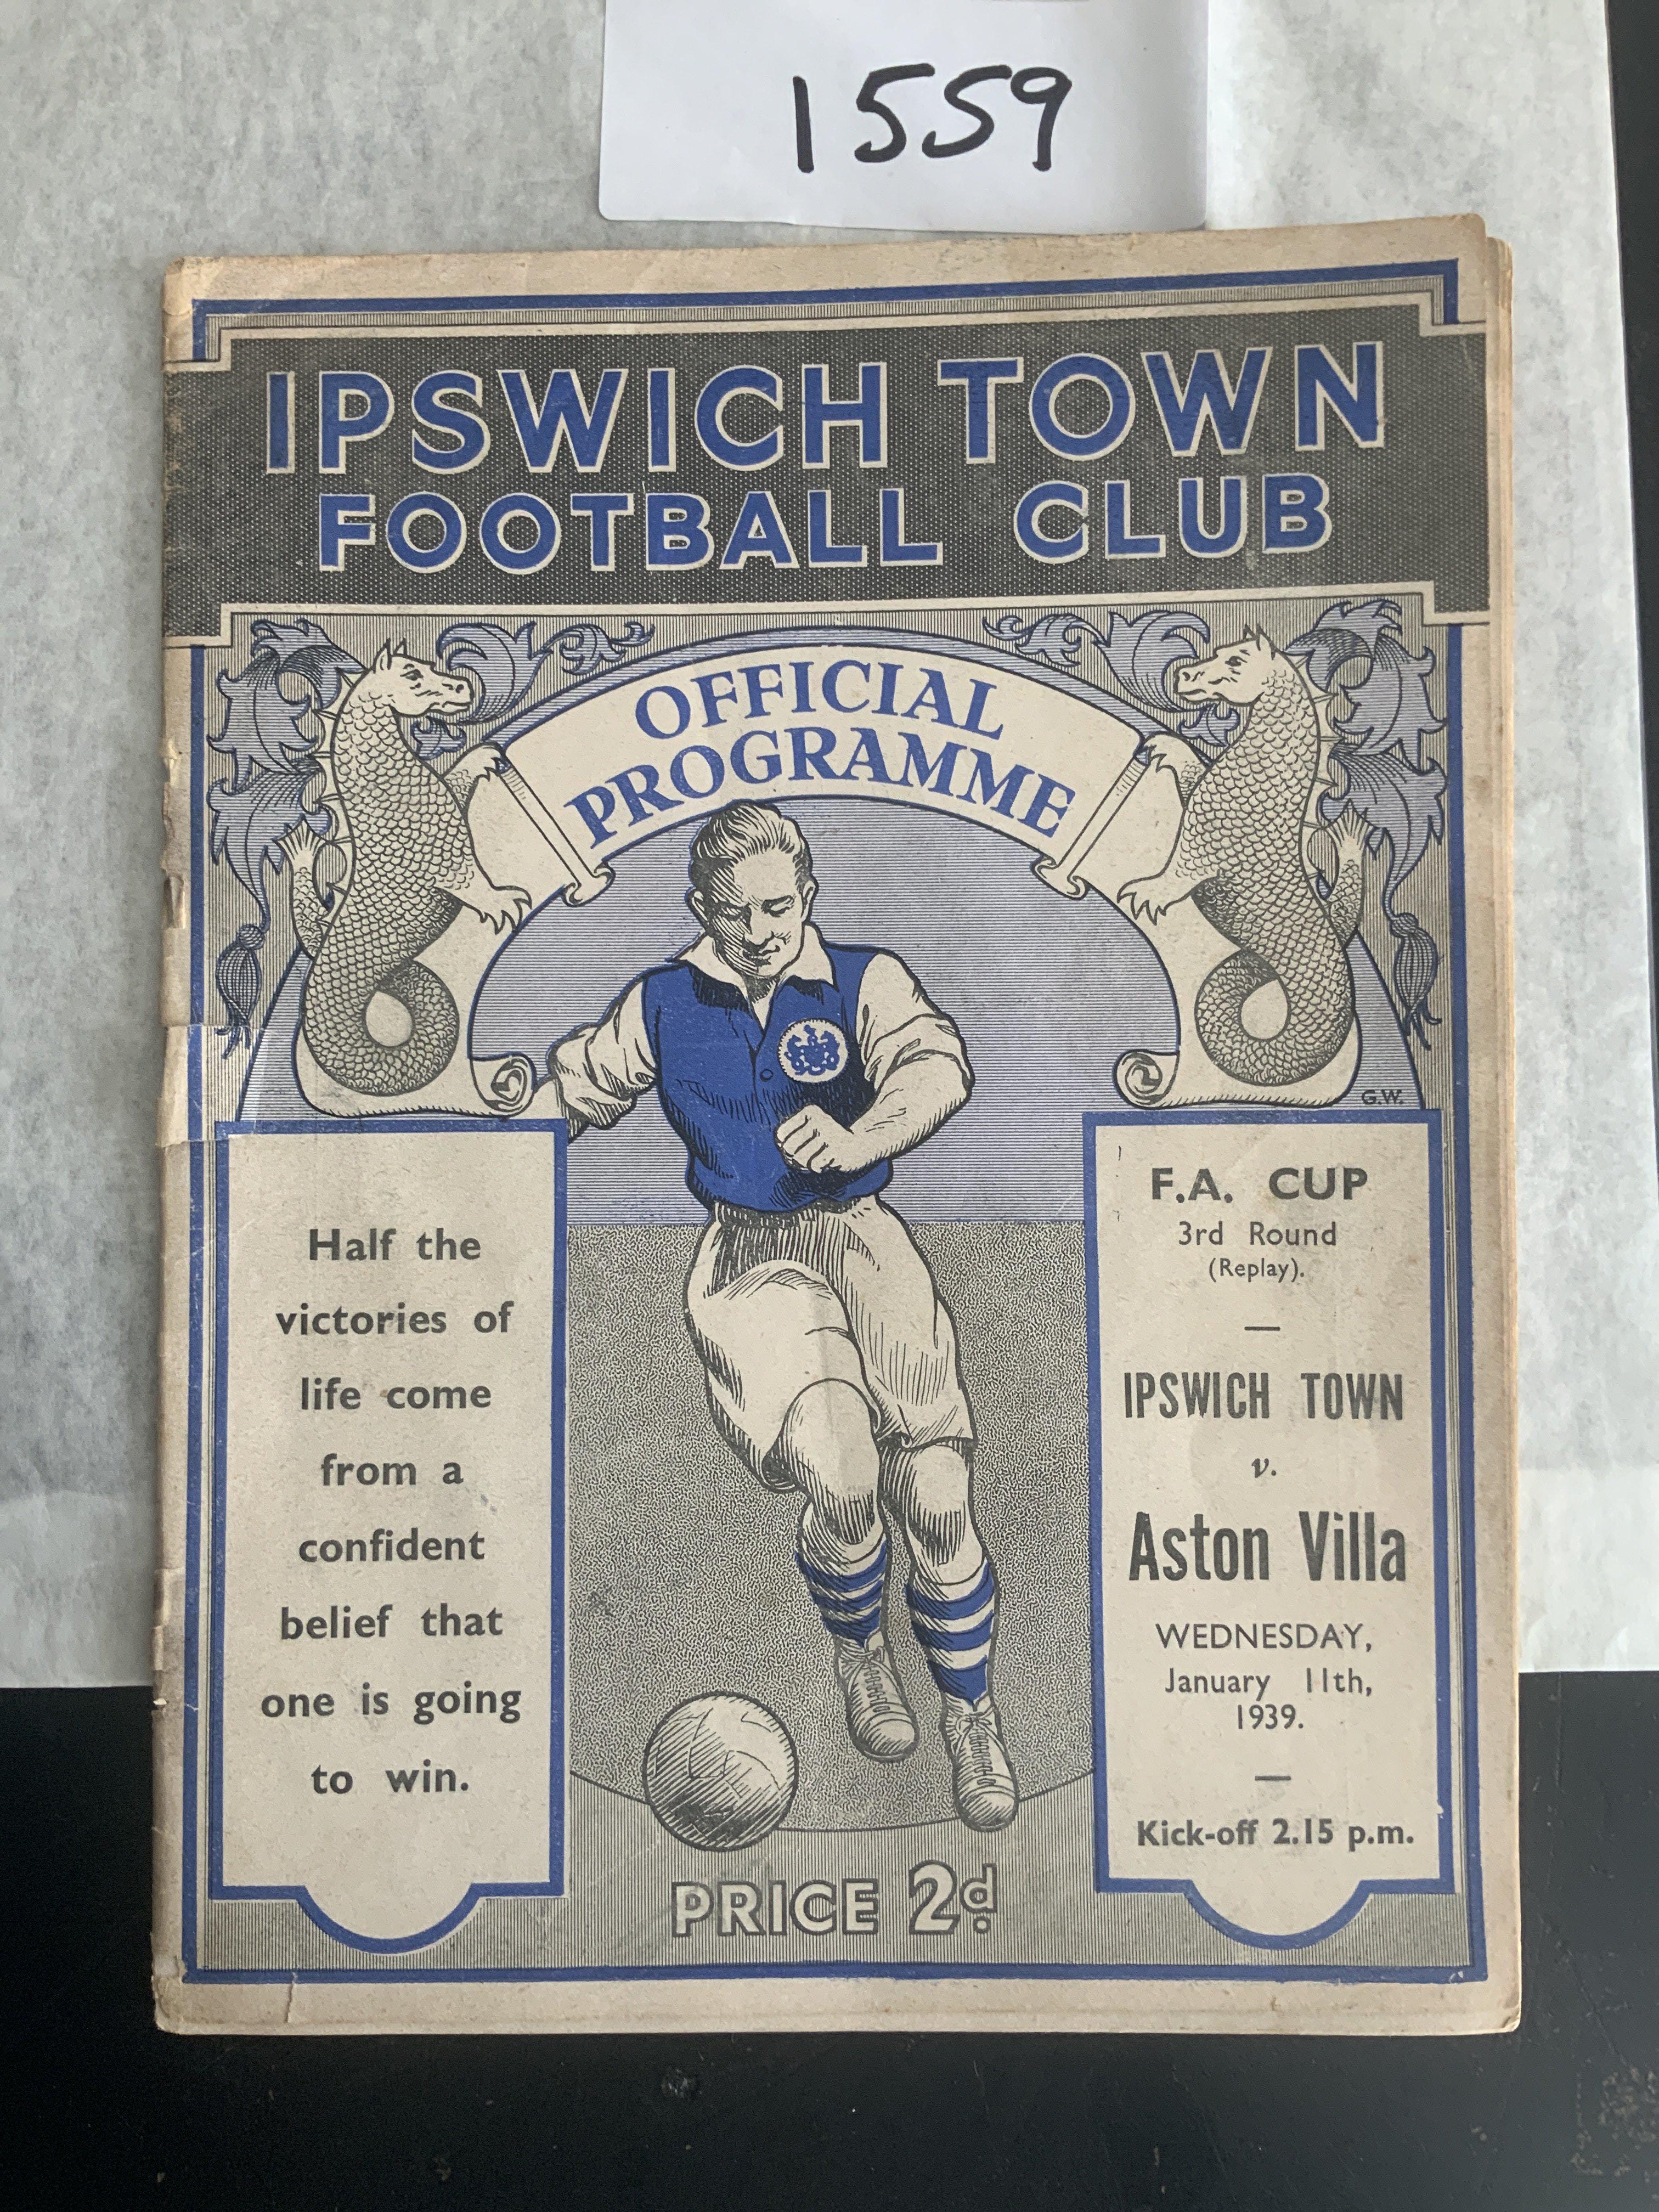 1559
IPSWICH TOWN
FOOTBALL CLUB
OFFICIAL
PROGRAMME
G.W.
Half the
victories of
life come
from a
confident
belief that
one is going
to win.
F.A. CUP
3rd Round
(Replay).
—
IPSWICH TOWN
v.
Aston Villa
WEDNESDAY,
January 11th,
1939.
—
Kick-off 2.15 p.m.
PRICE 2d.